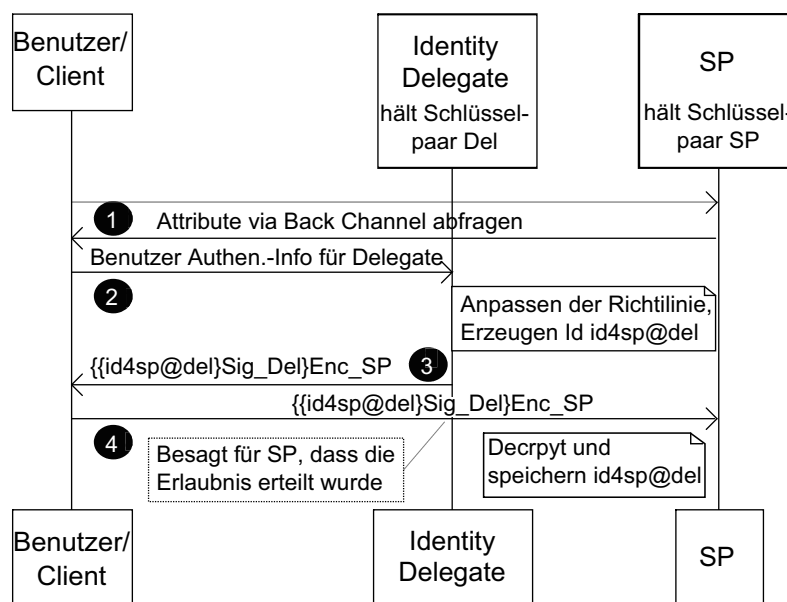 Benutzer/
Client
Identity
Delegate
hält Schlüssel-
paar Del
SP
hält Schlüssel-
paar SP
1
Attribute via Back Channel abfragen
Benutzer Authen.-Info für Delegate
2
Anpassen der Richtilinie,
Erzeugen Id id4sp@del
{{id4sp@del}Sig_Del}Enc_SP
3
{{id4sp@del}Sig_Del}Enc_SP
4
Besagt für SP, dass die
Erlaubnis erteilt wurde
Decrpyt und
speichern id4sp@del
Benutzer/
Client
Identity
Delegate
SP